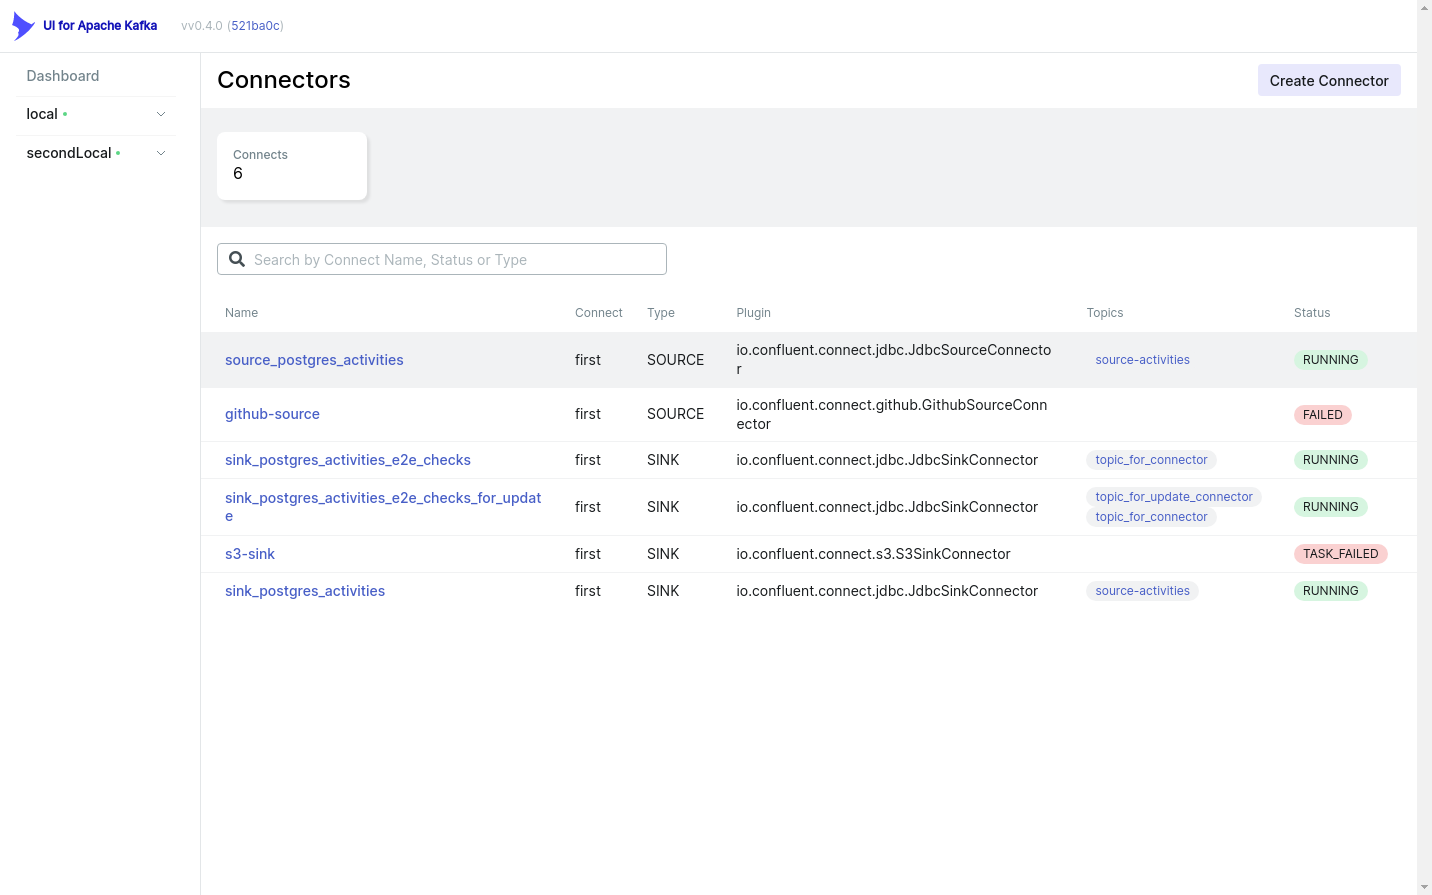 UI for Apache Kafka vv0.4.0 (521ba0c)
Dashboard
local
secondLocal
Connectors
Create Connector
Connects
6
Search by Connect Name, Status or Type
Name Connect Type Plugin Topics Status
source_postgres_activities first SOURCE io.confluent.connect.jdbc.JdbcSourceConnecto
r source-activities RUNNING
github-source first SOURCE io.confluent.connect.github.GithubSourceConn
ector FAILED
sink_postgres_activities_e2e_checks first SINK io.confluent.connect.jdbc.JdbcSinkConnector topic_for_connector RUNNING
sink_postgres_activities_e2e_checks_for_updat
e first SINK io.confluent.connect.jdbc.JdbcSinkConnector topic_for_update_connector
topic_for_connector RUNNING
s3-sink first SINK io.confluent.connect.s3.S3SinkConnector TASK_FAILED
sink_postgres_activities first SINK io.confluent.connect.jdbc.JdbcSinkConnector source-activities RUNNING